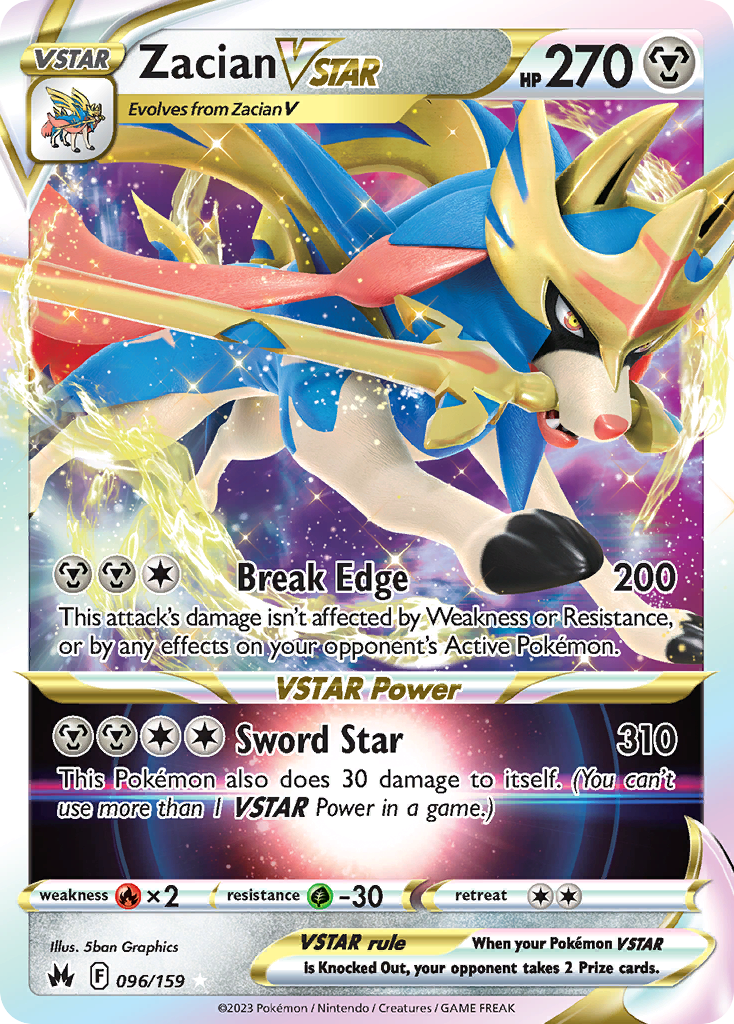 VSTAR Zacian VSTAR HP 270
Evolves from Zacian V
Break Edge 200
This attack's damage isn't affected by Weakness or Resistance,
or by any effects on your opponent's Active Pokémon.
VSTAR Power
Sword Star 310
This Pokémon also does 30 damage to itself. (You can't
use more than 1 VSTAR Power in a game.)
weakness ×2 resistance -30 retreat
Illus. 5ban Graphics
VSTAR rule When your Pokémon VSTAR
is Knocked Out, your opponent takes 2 Prize cards.
F 096/159
©2023 Pokémon / Nintendo / Creatures / GAME FREAK